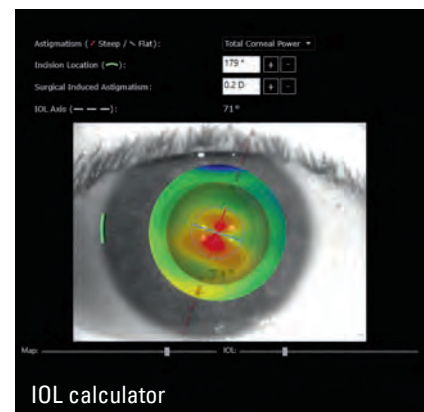 Astigmatism ( / Steep / \ Flat): Total Corneal Power
Incision Location ( ): 179° + -
Surgical Induced Astigmatism: 0.2 D + -
IOL Axis (— — —): 71°
Map: IOL:
IOL calculator